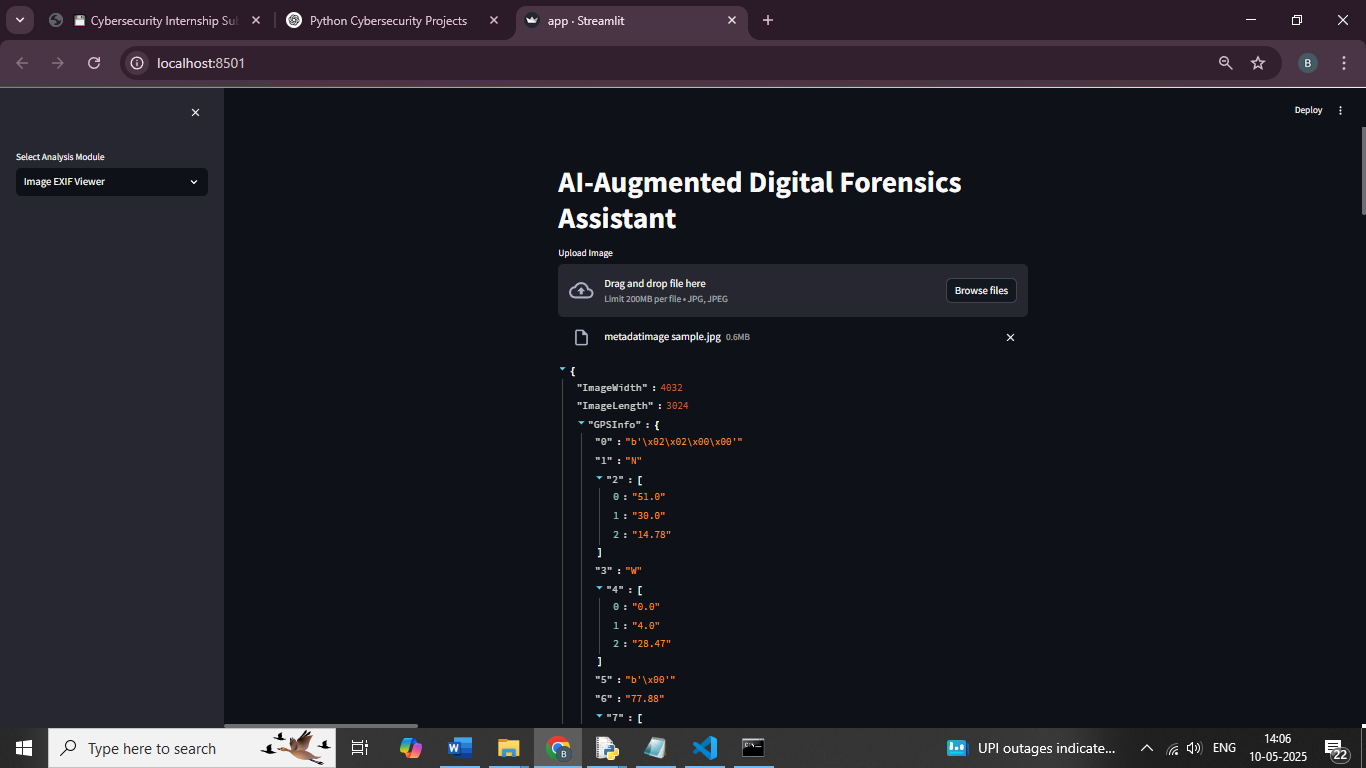 Cybersecurity Internship Sub
Python Cybersecurity Projects
app · Streamlit
localhost:8501
B
Deploy
Select Analysis Module
Image EXIF Viewer
AI-Augmented Digital Forensics
Assistant
Upload Image
Drag and drop file here
Limit 200MB per file • JPG, JPEG
Browse files
metadatimage sample.jpg 0.6MB
{
"ImageWidth" : 4032
"ImageLength" : 3024
"GPSInfo" : {
"0" : "b'\x02\x02\x00\x00'"
"1" : "N"
"2" : [
0 : "51.0"
1 : "30.0"
2 : "14.78"
]
"3" : "W"
"4" : [
0 : "0.0"
1 : "4.0"
2 : "28.47"
]
"5" : "b'\x00'"
"6" : "77.88"
"7" : [
Type here to search
UPI outages indicate...
ENG
14:06
10-05-2025
22